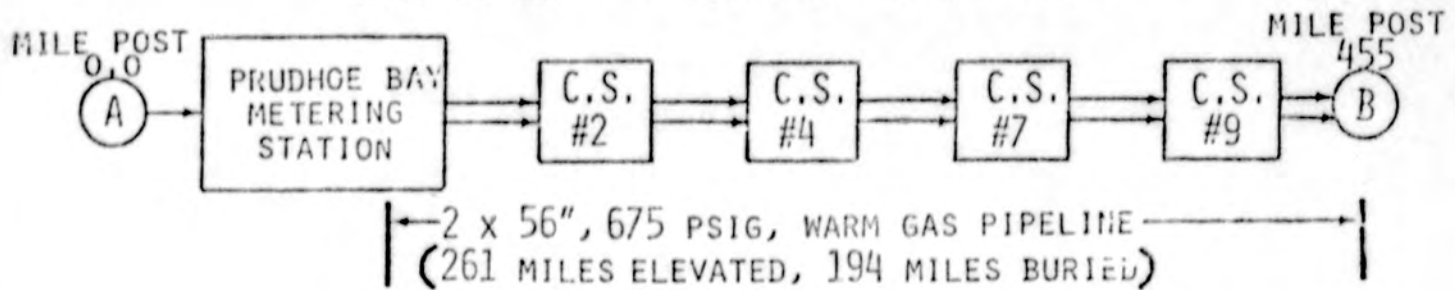 MILE POST
0.0
A
PRUDHOE BAY
METERING
STATION
C.S.
#2
C.S.
#4
C.S.
#7
C.S.
#9
MILE POST
455
B
2 x 56", 675 PSIG, WARM GAS PIPELINE
(261 MILES ELEVATED, 194 MILES BURIED)